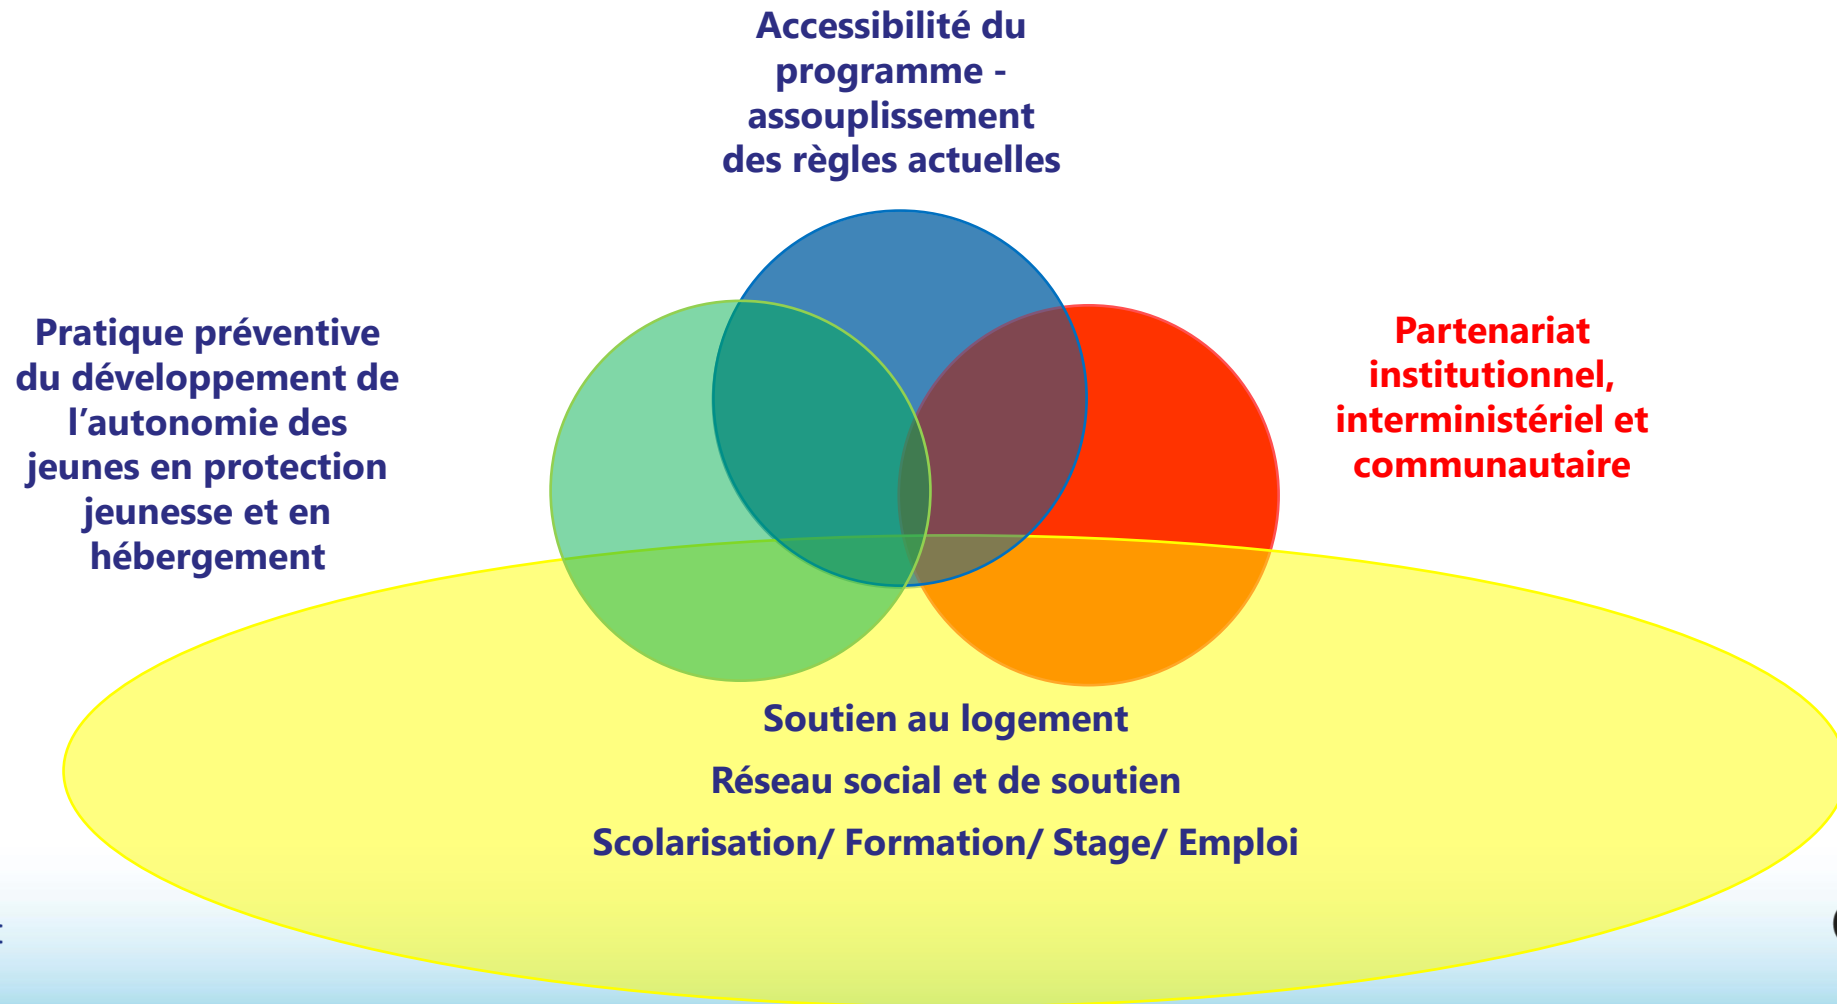 Accessibilité du
programme -
assouplissement
des règles actuelles
Pratique préventive
du développement de
l’autonomie des
jeunes en protection
jeunesse et en
hébergement
Partenariat
institutionnel,
interministériel et
communautaire
Soutien au logement
Réseau social et de soutien
Scolarisation/ Formation/ Stage/ Emploi